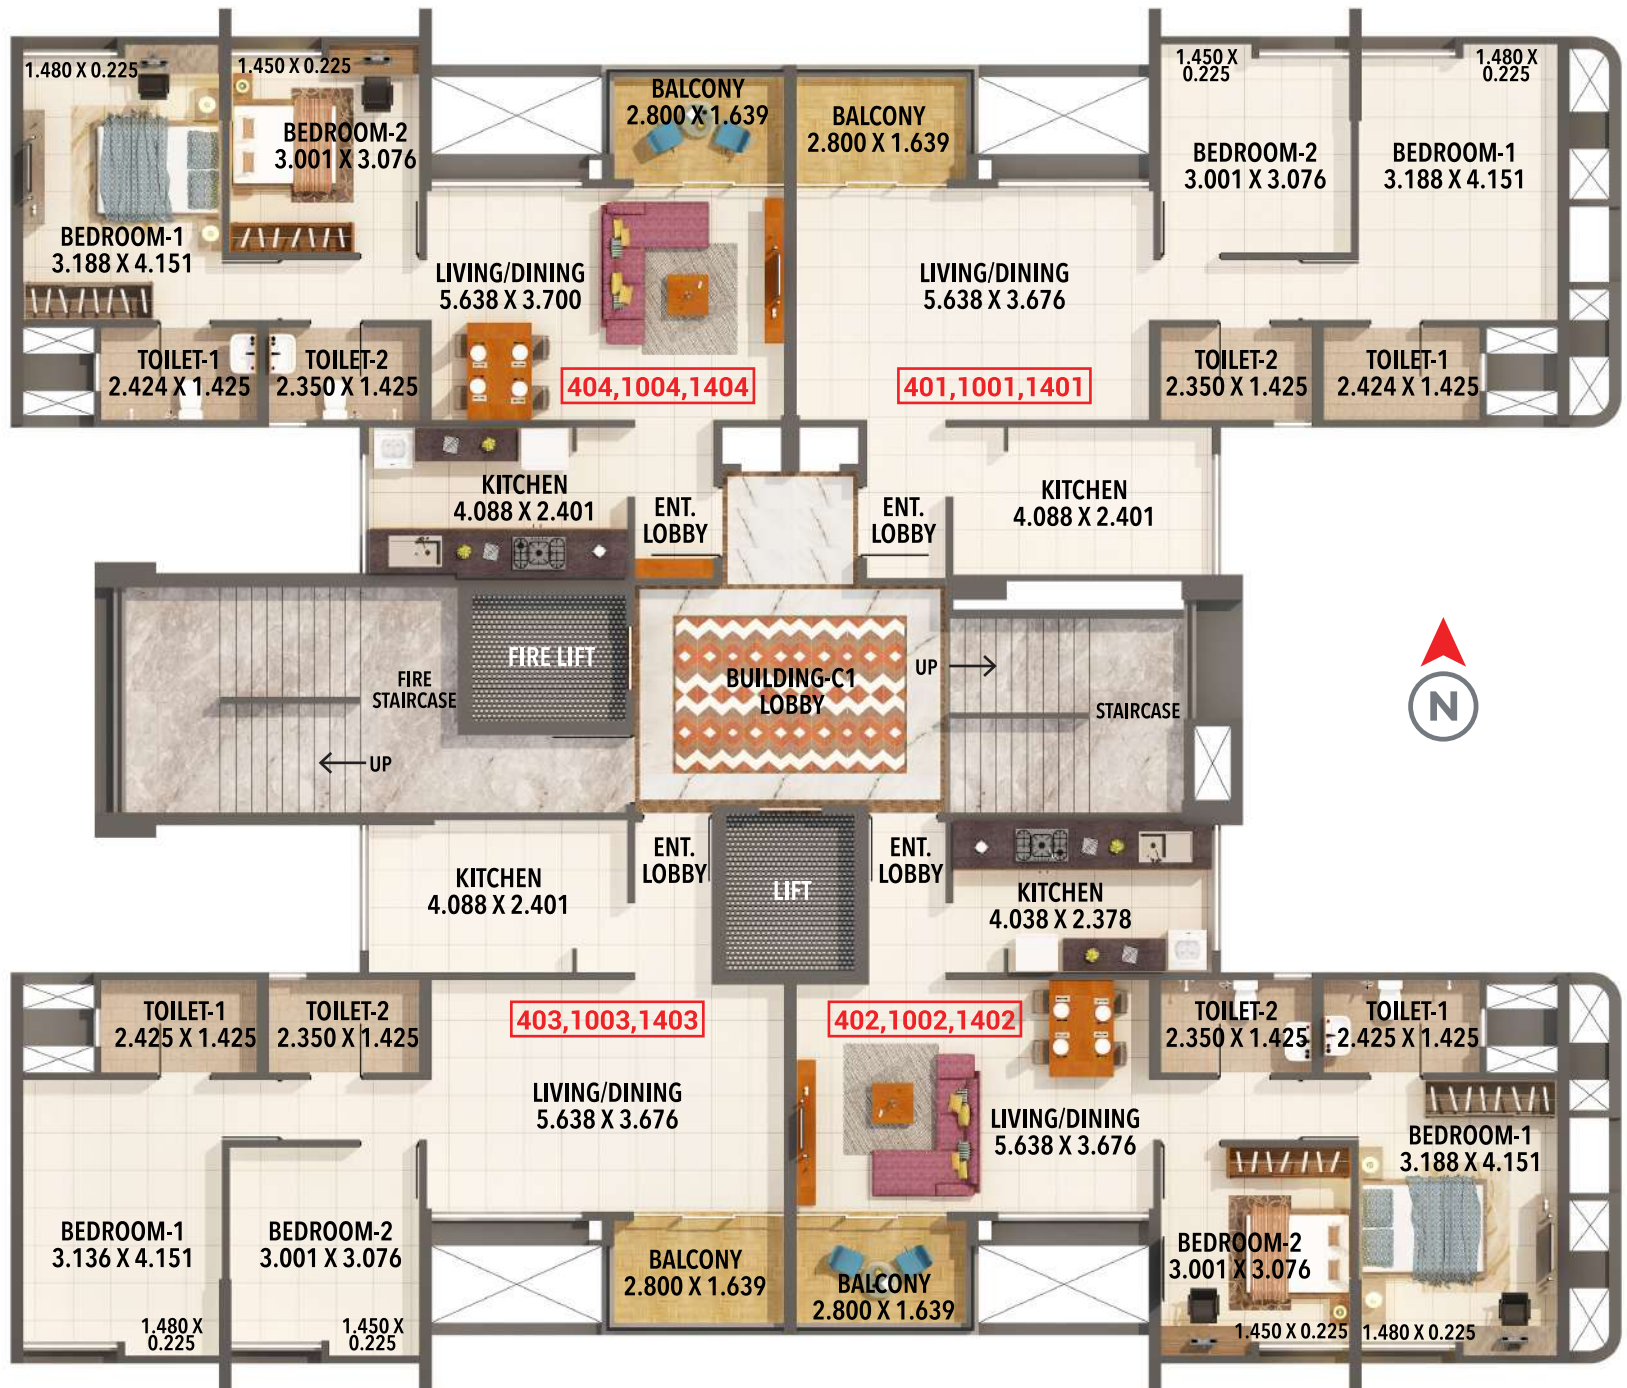 1.480 X 0.225
BEDROOM-1
3.188 X 4.151
1.450 X 0.225
BEDROOM-2
3.001 X 3.076
BALCONY
2.800 X 1.639
LIVING/DINING
5.638 X 3.700
TOILET-1
2.424 X 1.425
TOILET-2
2.350 X 1.425
404,1004,1404
KITCHEN
4.088 X 2.401
ENT.
LOBBY
BALCONY
2.800 X 1.639
1.450 X
0.225
BEDROOM-2
3.001 X 3.076
1.480 X
0.225
BEDROOM-1
3.188 X 4.151
LIVING/DINING
5.638 X 3.676
401,1001,1401
TOILET-2
2.350 X 1.425
TOILET-1
2.424 X 1.425
ENT.
LOBBY
KITCHEN
4.088 X 2.401
FIRE LIFT
FIRE
STAIRCASE
UP
BUILDING-C1
LOBBY
UP
STAIRCASE
N
KITCHEN
4.088 X 2.401
ENT.
LOBBY
LIFT
ENT.
LOBBY
KITCHEN
4.038 X 2.378
TOILET-1
2.425 X 1.425
TOILET-2
2.350 X 1.425
403,1003,1403
LIVING/DINING
5.638 X 3.676
BEDROOM-1
3.136 X 4.151
BEDROOM-2
3.001 X 3.076
1.480 X
0.225
1.450 X
0.225
BALCONY
2.800 X 1.639
402,1002,1402
TOILET-2
2.350 X 1.425
TOILET-1
2.425 X 1.425
LIVING/DINING
5.638 X 3.676
BEDROOM-1
3.188 X 4.151
BEDROOM-2
3.001 X 3.076
BALCONY
2.800 X 1.639
1.450 X 0.225
1.480 X 0.225